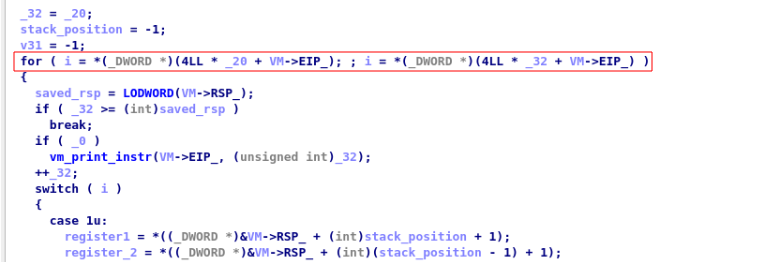 _32 = _20;
stack_position = -1;
v31 = -1;
for ( i = *(_DWORD *)(4LL * _20 + VM->EIP_); ; i = *(_DWORD *)(4LL * _32 + VM->EIP_) )
{
saved_rsp = LODWORD(VM->RSP_);
if ( _32 >= (int)saved_rsp )
break;
if ( _0 )
vm_print_instr(VM->EIP_, (unsigned int)_32);
++_32;
switch ( i )
{
case 1u:
register1 = *((_DWORD *)&VM->RSP_ + (int)stack_position + 1);
register_2 = *((_DWORD *)&VM->RSP_ + (int)(stack_position - 1) + 1);